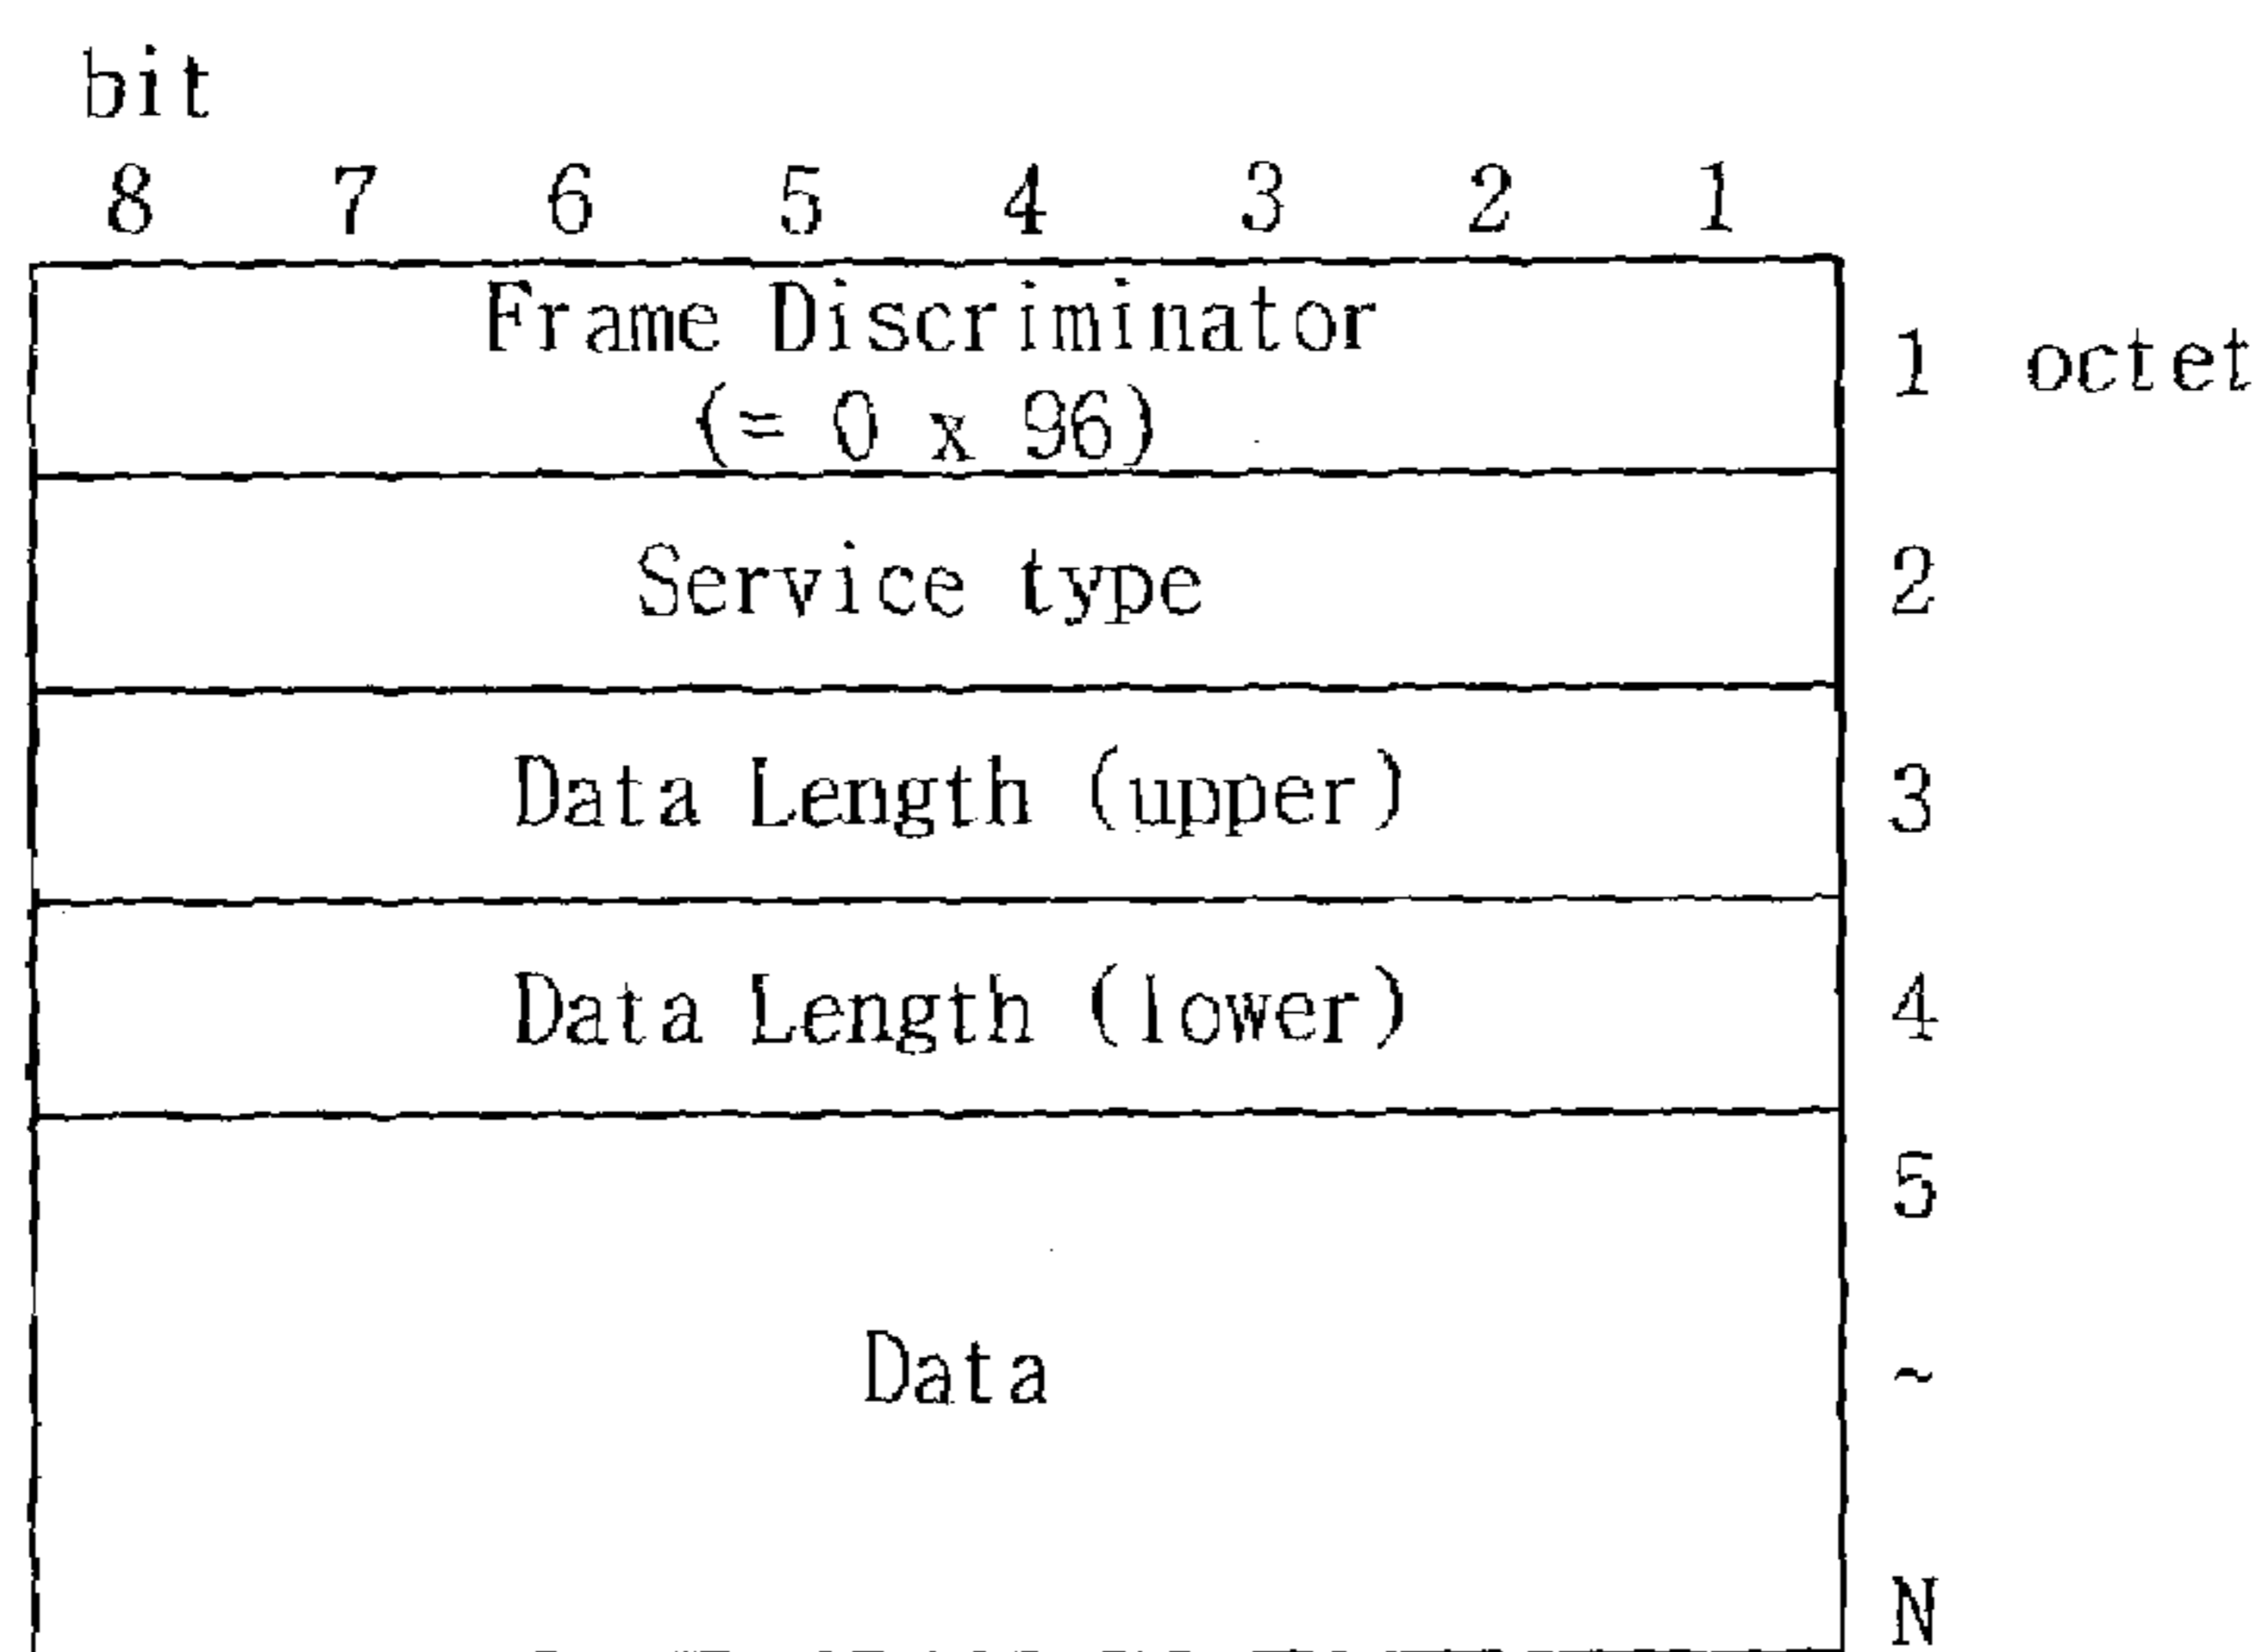 bit
8 7 6 5 4 3 2 1
Frame Discriminator
(= 0 x 96)
1 octet
Service type
2
Data Length (upper)
3
Data Length (lower)
4
5
Data
~
N